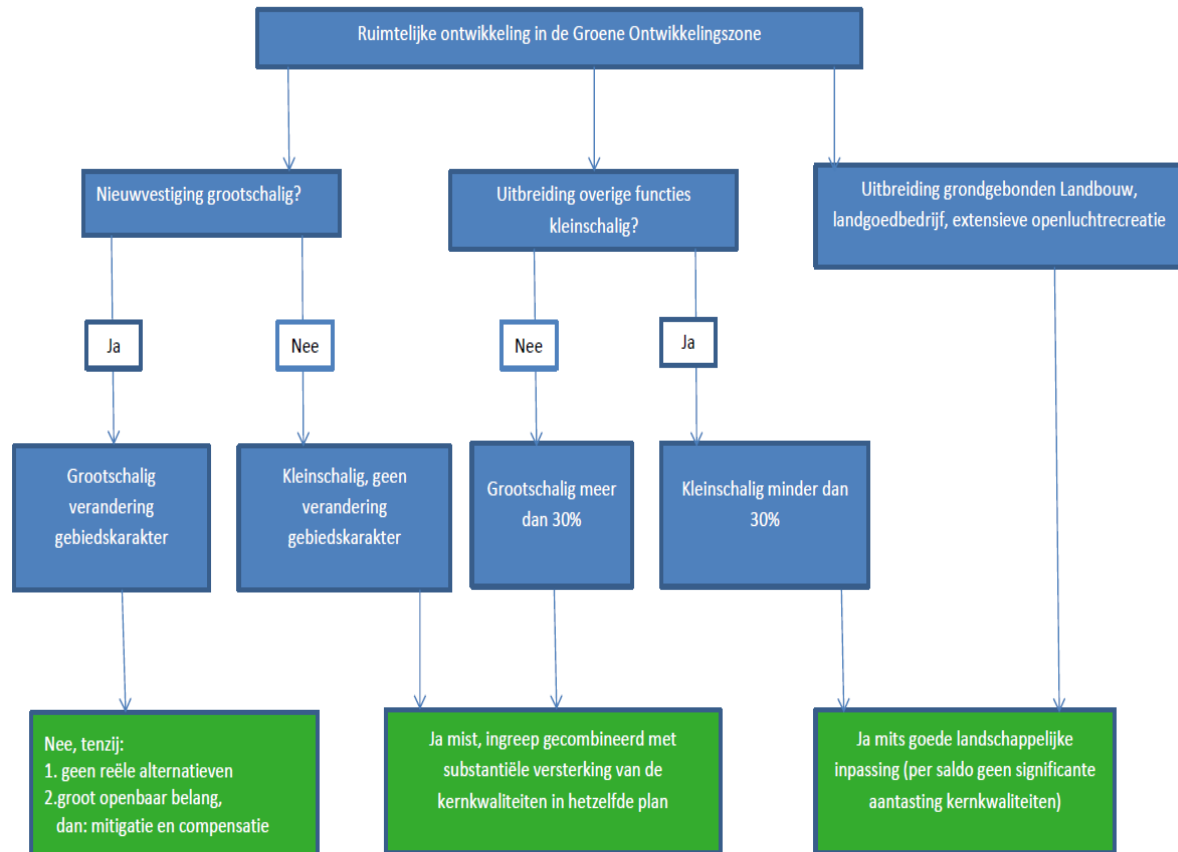 Ruimtelijke ontwikkeling in de Groene Ontwikkelingszone
Nieuwvestiging grootschalig?
Uitbreiding overige functies
kleinschalig?
Uitbreiding grondgebonden Landbouw,
landgoedbedrijf, extensieve openluchtrecreatie
Ja
Nee
Nee
Ja
Grootschalig
verandering
gebiedskarakter
Kleinschalig, geen
verandering
gebiedskarakter
Grootschalig meer
dan 30%
Kleinschalig minder dan
30%
Nee, tenzij:
1. geen reële alternatieven
2.groot openbaar belang,
dan: mitigatie en compensatie
Ja mist, ingreep gecombineerd met
substantiële versterking van de
kernkwaliteiten in hetzelfde plan
Ja mits goede landschappelijke
inpassing (per saldo geen significante
aantasting kernkwaliteiten)